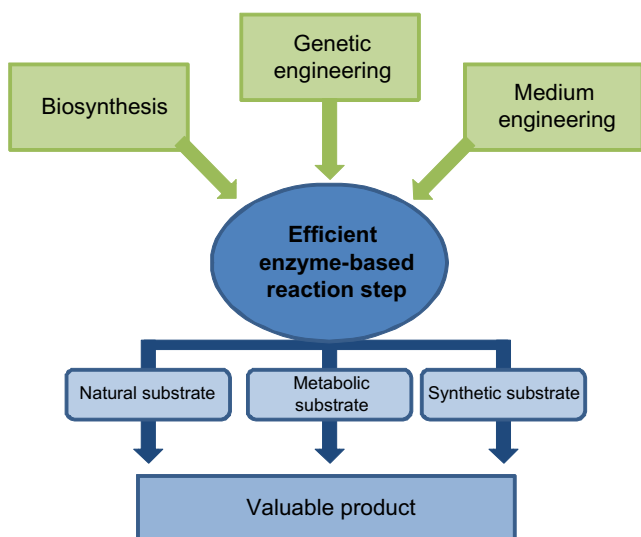 Genetic
engineering
Biosynthesis
Medium
engineering
Efficient
enzyme-based
reaction step
Natural substrate
Metabolic
substrate
Synthetic substrate
Valuable product